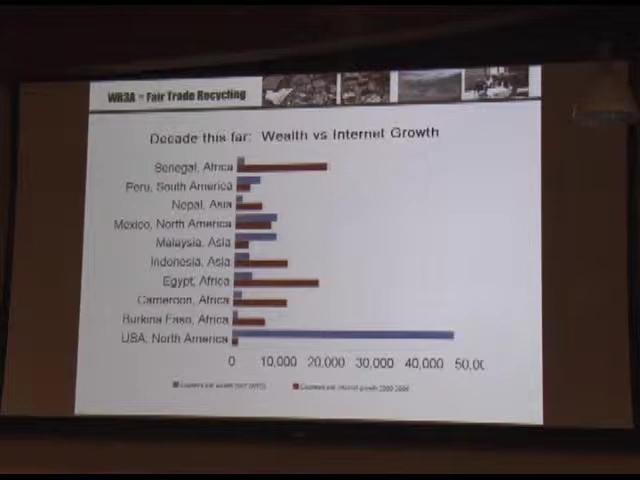 WR3A - Fair Trade Recycling
Decade this far: Wealth vs Internet Growth
Senegal, Africa
Peru, South America
Nepal, Asia
Mexico, North America
Malaysia, Asia
Indonesia, Asia
Egypt, Africa
Cameroon, Africa
Burkina Faso, Africa
USA, North America
0 10,000 20,000 30,000 40,000 50,00